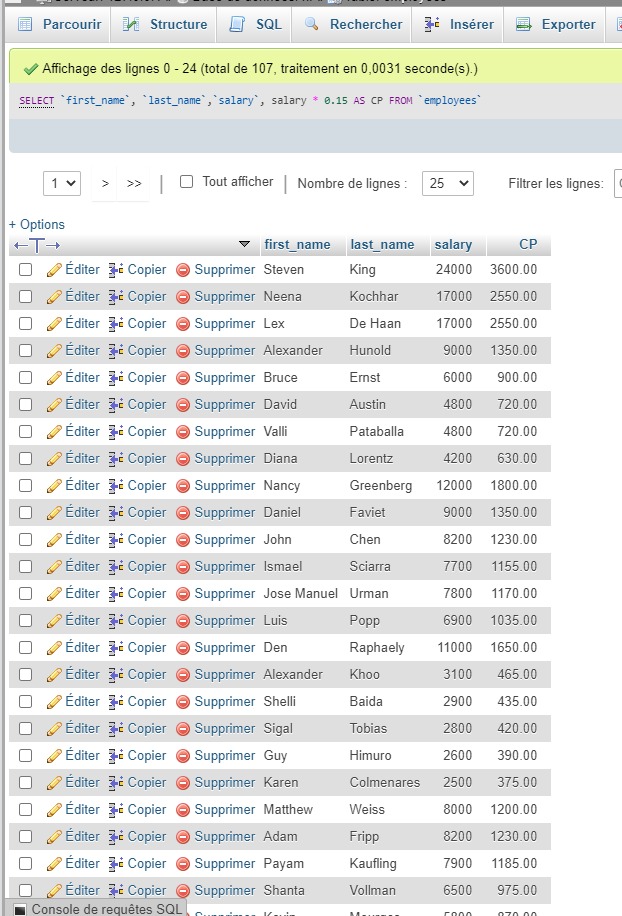 Parcourir Structure SQL Rechercher Insérer Exporter
Affichage des lignes 0 - 24 (total de 107, traitement en 0,0031 seconde(s).)
SELECT `first_name`, `last_name`,`salary`, salary * 0.15 AS CP FROM `employees`
1 > >> | Tout afficher | Nombre de lignes : 25 Filtrer les lignes:
+ Options
←T→ first_name last_name salary CP
Éditer Copier Supprimer Steven King 24000 3600.00
Éditer Copier Supprimer Neena Kochhar 17000 2550.00
Éditer Copier Supprimer Lex De Haan 17000 2550.00
Éditer Copier Supprimer Alexander Hunold 9000 1350.00
Éditer Copier Supprimer Bruce Ernst 6000 900.00
Éditer Copier Supprimer David Austin 4800 720.00
Éditer Copier Supprimer Valli Pataballa 4800 720.00
Éditer Copier Supprimer Diana Lorentz 4200 630.00
Éditer Copier Supprimer Nancy Greenberg 12000 1800.00
Éditer Copier Supprimer Daniel Faviet 9000 1350.00
Éditer Copier Supprimer John Chen 8200 1230.00
Éditer Copier Supprimer Ismael Sciarra 7700 1155.00
Éditer Copier Supprimer Jose Manuel Urman 7800 1170.00
Éditer Copier Supprimer Luis Popp 6900 1035.00
Éditer Copier Supprimer Den Raphaely 11000 1650.00
Éditer Copier Supprimer Alexander Khoo 3100 465.00
Éditer Copier Supprimer Shelli Baida 2900 435.00
Éditer Copier Supprimer Sigal Tobias 2800 420.00
Éditer Copier Supprimer Guy Himuro 2600 390.00
Éditer Copier Supprimer Karen Colmenares 2500 375.00
Éditer Copier Supprimer Matthew Weiss 8000 1200.00
Éditer Copier Supprimer Adam Fripp 8200 1230.00
Éditer Copier Supprimer Payam Kaufling 7900 1185.00
Éditer Copier Supprimer Shanta Vollman 6500 975.00
Console de requêtes SQL